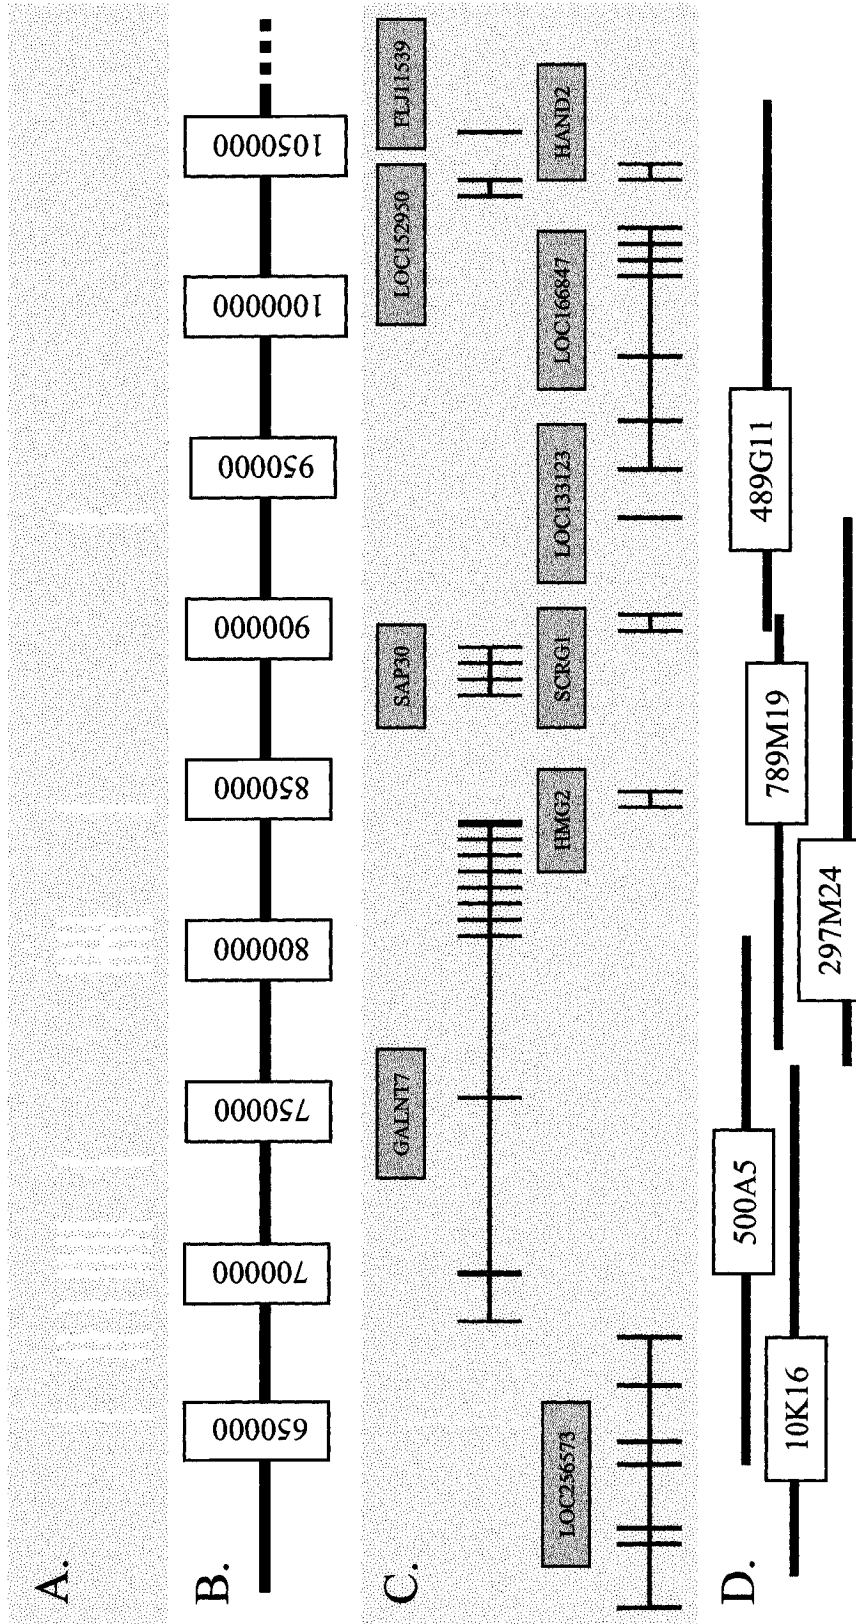 A.
B.
650000
700000
750000
800000
850000
900000
950000
1000000
1050000
C.
GALNT7
SAP30
LOC152950
FLJ11539
LOC256573
HMG2
SCRG1
LOC133123
LOC166847
HAND2
D.
500A5
489G11
10K16
789M19
297M24